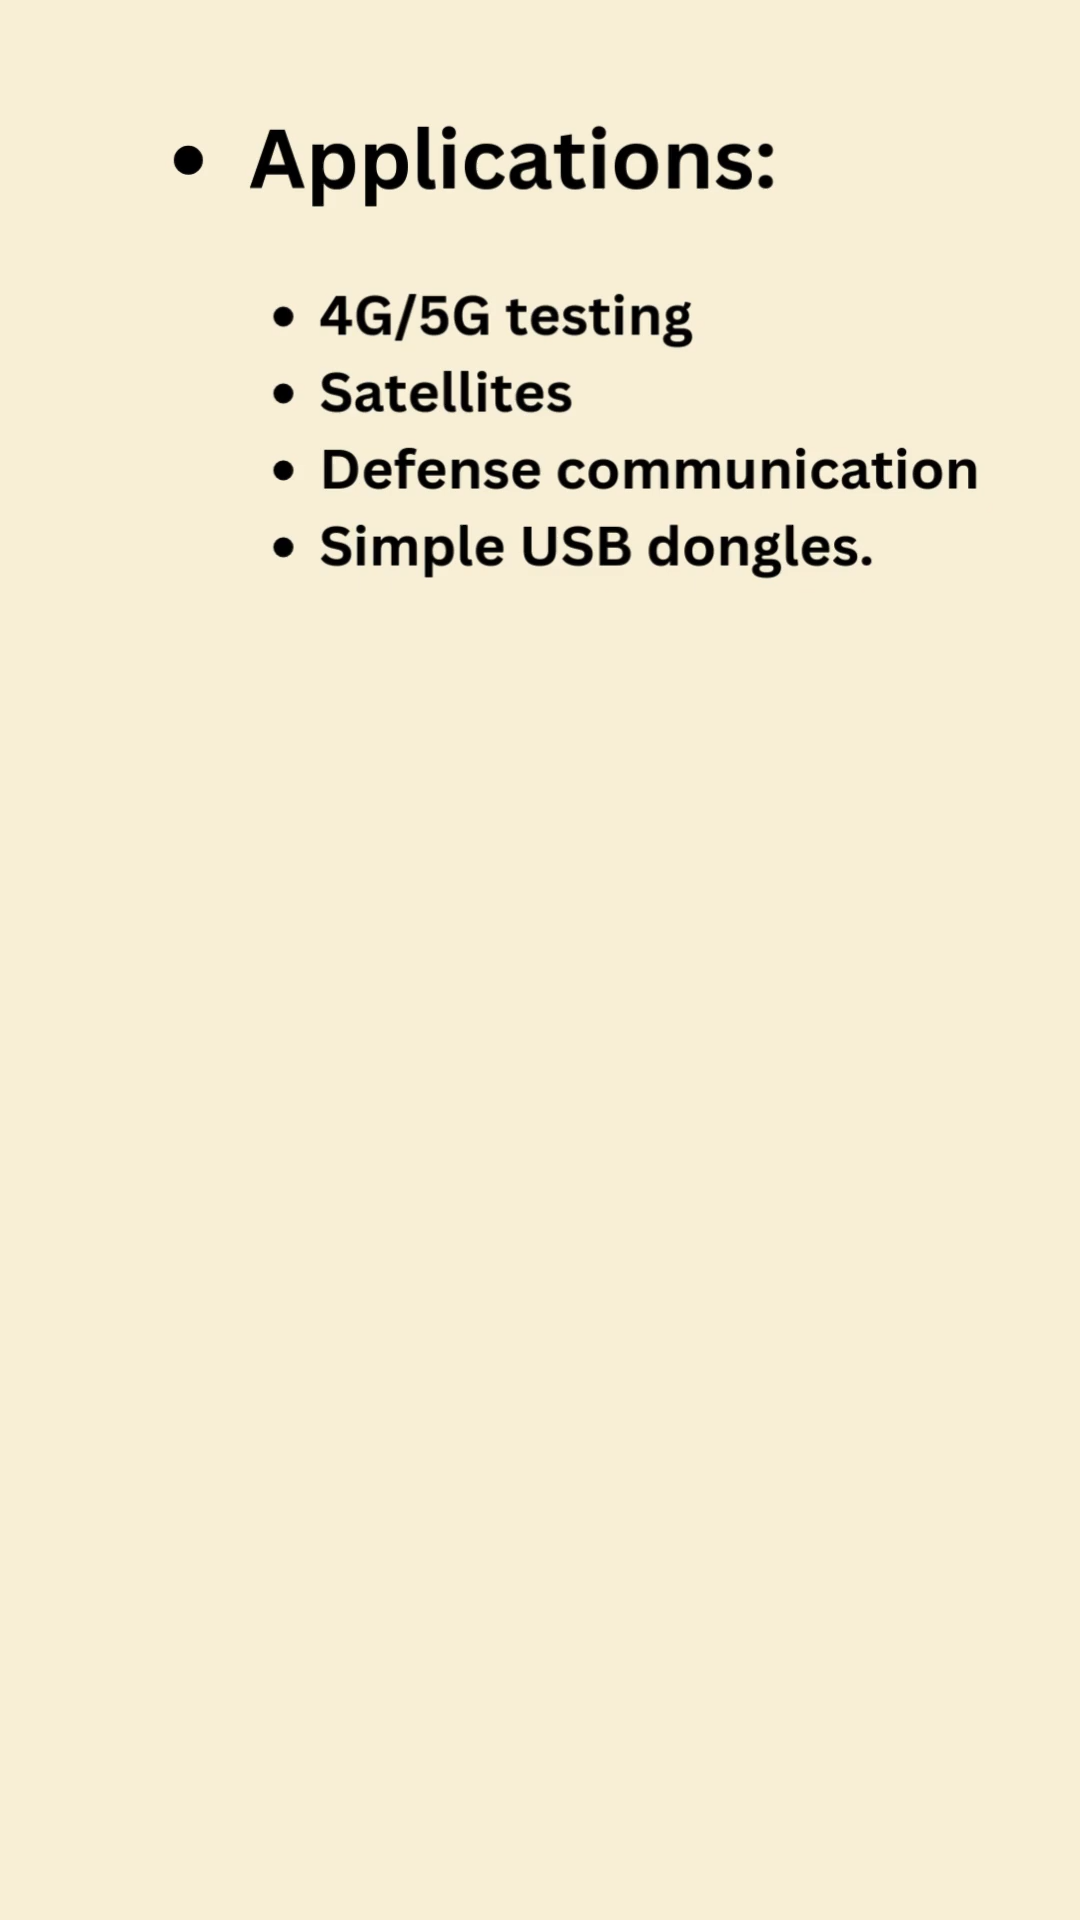 • Applications:
• 4G/5G testing
• Satellites
• Defense communication
• Simple USB dongles.